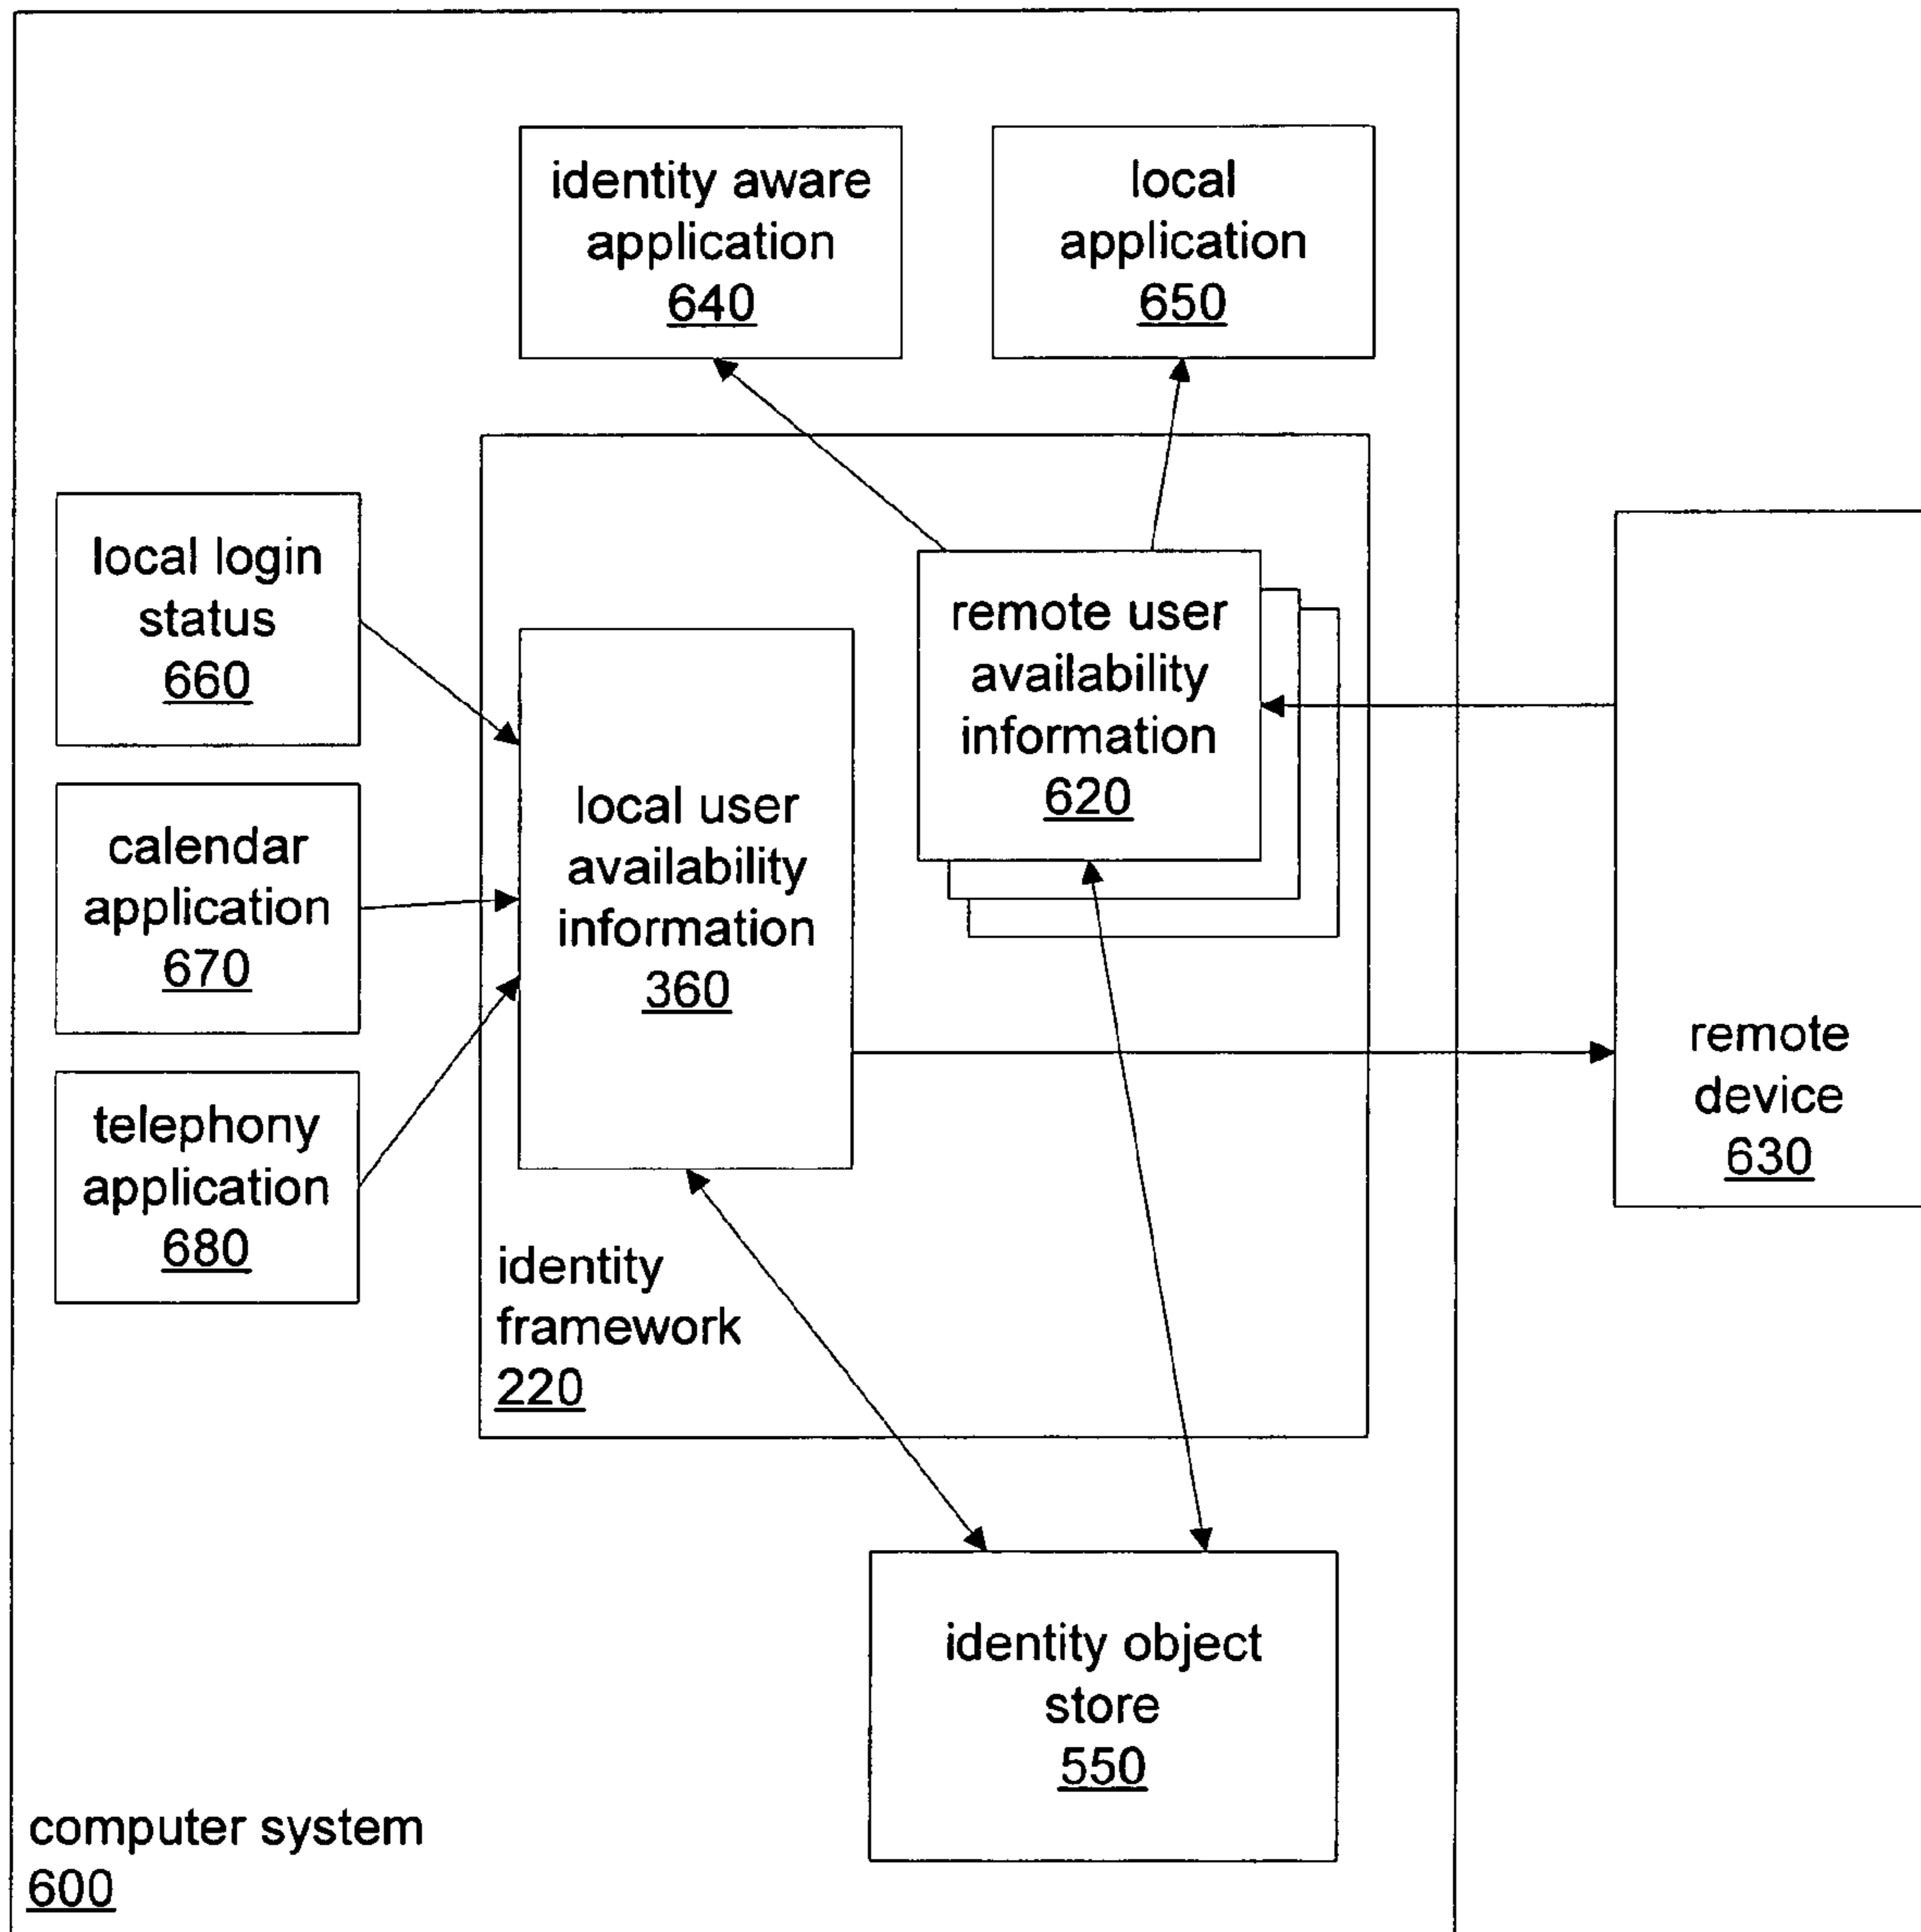 identity aware
application
640
local
application
650
local login
status
660
remote user
availability
information
620
calendar
application
670
local user
availability
information
360
telephony
application
680
remote
device
630
identity
framework
220
identity object
store
550
computer system
600